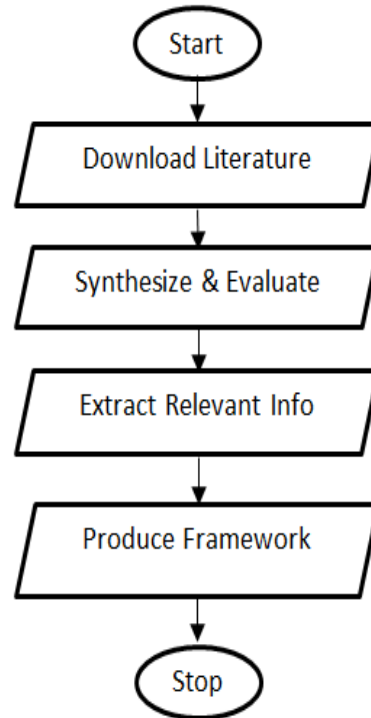 Start
Download Literature
Synthesize & Evaluate
Extract Relevant Info
Produce Framework
Stop